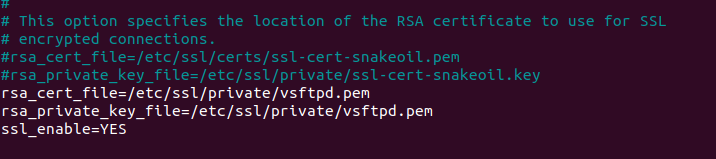 #
# This option specifies the location of the RSA certificate to use for SSL
# encrypted connections.
#rsa_cert_file=/etc/ssl/certs/ssl-cert-snakeoil.pem
#rsa_private_key_file=/etc/ssl/private/ssl-cert-snakeoil.key
rsa_cert_file=/etc/ssl/private/vsftpd.pem
rsa_private_key_file=/etc/ssl/private/vsftpd.pem
ssl_enable=YES